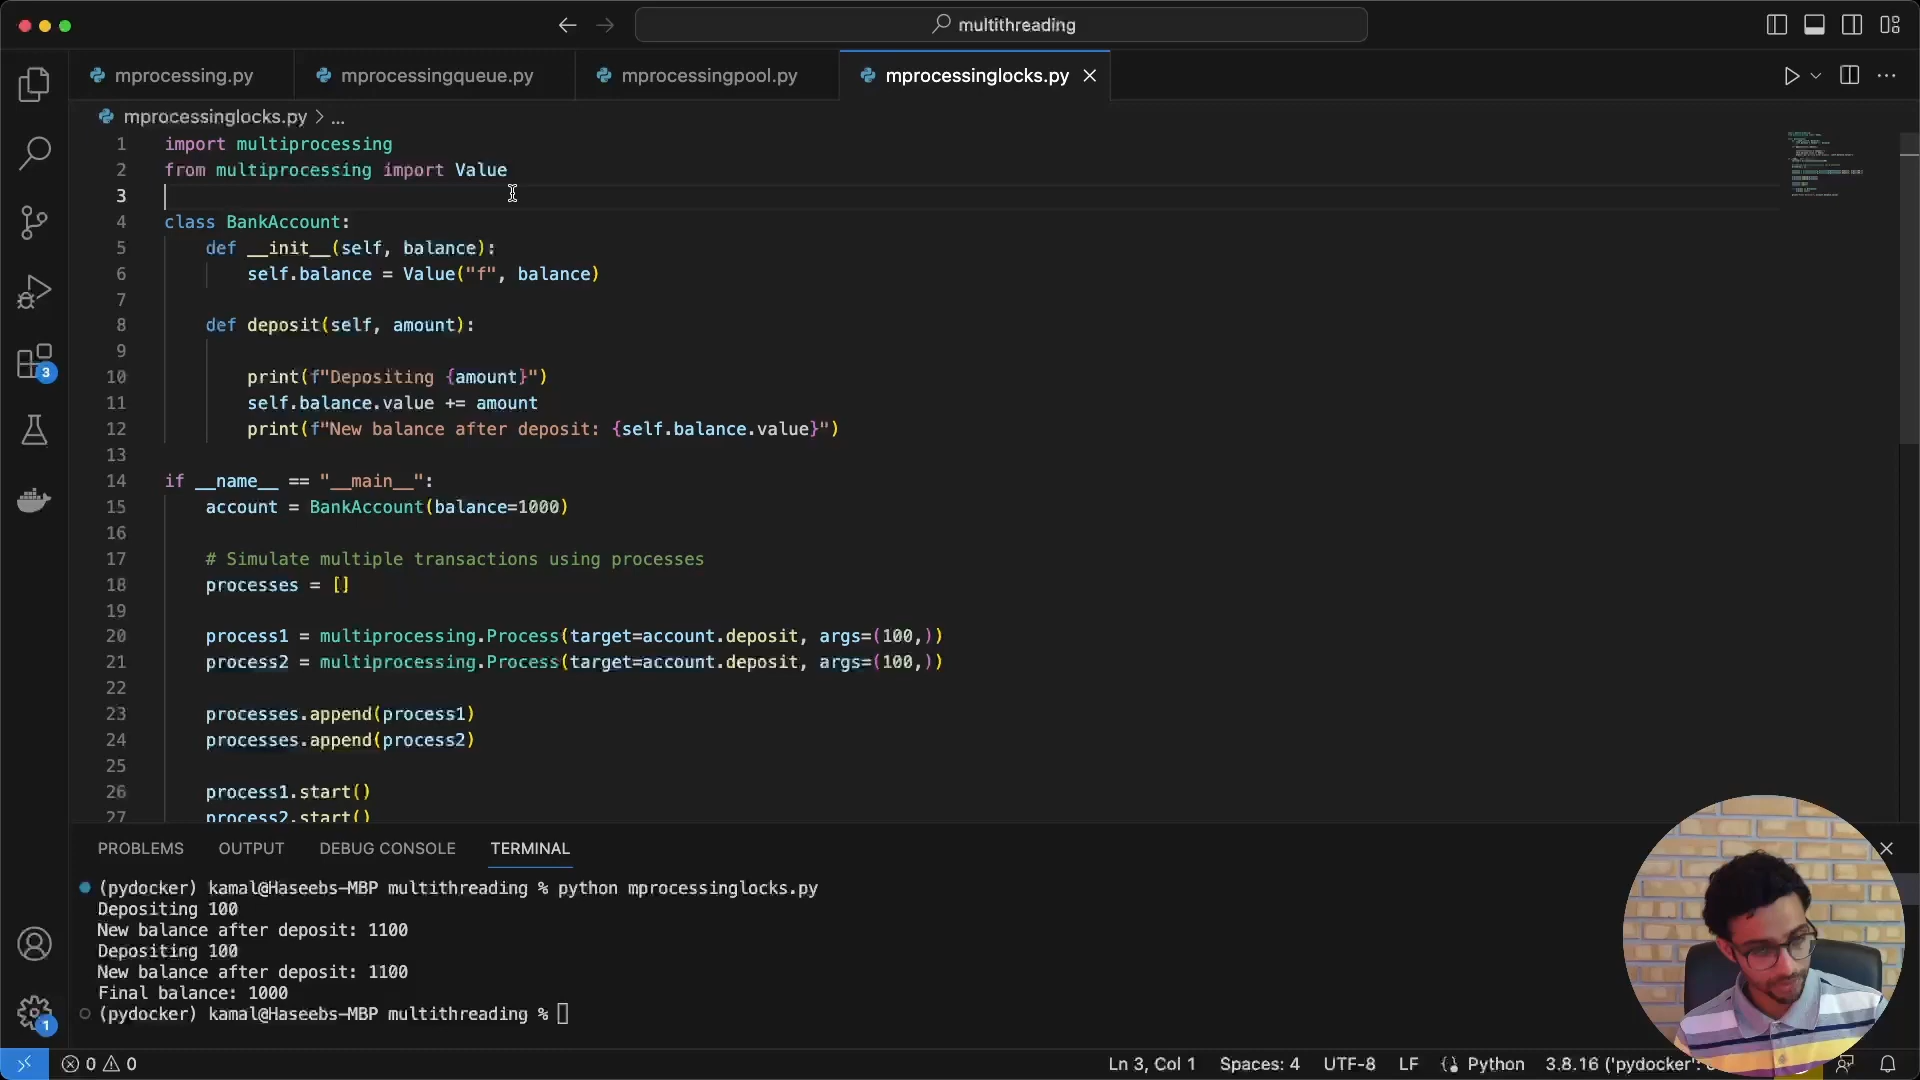 multithreading
mprocessing.py
mprocessingqueue.py
mprocessingpool.py
mprocessinglocks.py
mprocessinglocks.py > ...
1 import multiprocessing
2 from multiprocessing import Value
3
4 class BankAccount:
5 def __init__(self, balance):
6 self.balance = Value("f", balance)
7
8 def deposit(self, amount):
9
10 print(f"Depositing {amount}")
11 self.balance.value += amount
12 print(f"New balance after deposit: {self.balance.value}")
13
14 if __name__ == "__main__":
15 account = BankAccount(balance=1000)
16
17 # Simulate multiple transactions using processes
18 processes = []
19
20 process1 = multiprocessing.Process(target=account.deposit, args=(100,))
21 process2 = multiprocessing.Process(target=account.deposit, args=(100,))
22
23 processes.append(process1)
24 processes.append(process2)
25
26 process1.start()
27 process2.start()
3
1
PROBLEMS OUTPUT DEBUG CONSOLE TERMINAL
(pydocker) kamal@Haseebs-MBP multithreading % python mprocessinglocks.py
Depositing 100
New balance after deposit: 1100
Depositing 100
New balance after deposit: 1100
Final balance: 1000
(pydocker) kamal@Haseebs-MBP multithreading %
0 0 Ln 3, Col 1 Spaces: 4 UTF-8 LF Python 3.8.16 ('pydocker':